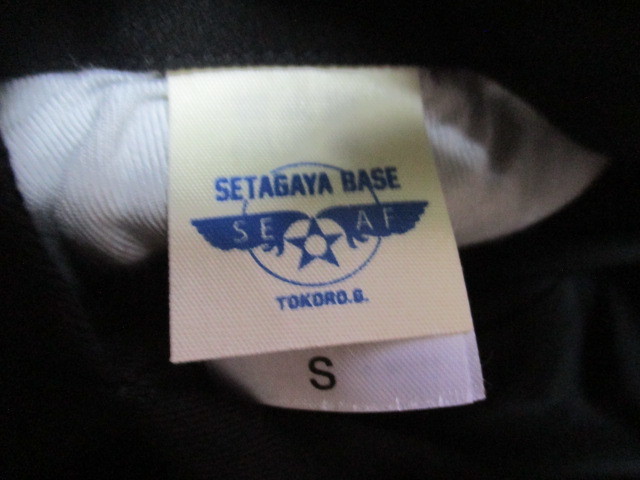 SETAGAYA BASE
SE AF
TOKORO.G.
S